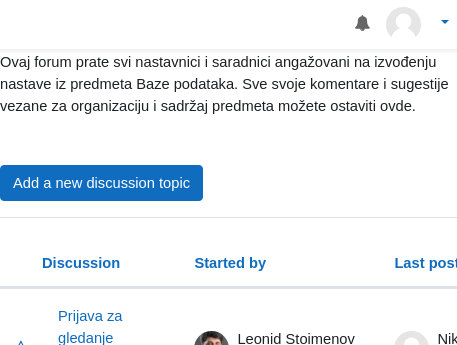 Ovaj forum prate svi nastavnici i saradnici angažovani na izvođenju
nastave iz predmeta Baze podataka. Sve svoje komentare i sugestije
vezane za organizaciju i sadržaj predmeta možete ostaviti ovde.
Add a new discussion topic
Discussion Started by Last post
Prijava za
gledanje
Leonid Stoimenov